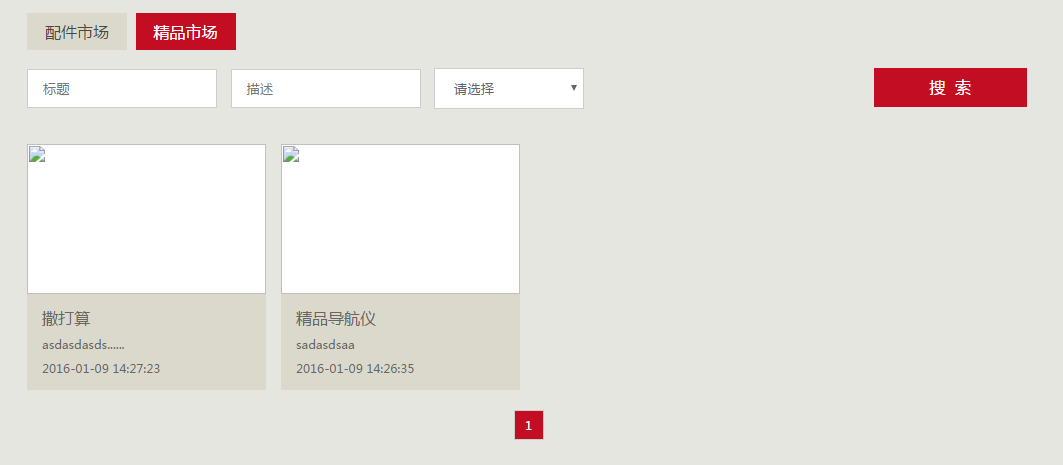 配件市场 精品市场
标题 描述 请选择 搜 索
撒打算 精品导航仪
asdasdasds...... sadasdsaa
2016-01-09 14:27:23 2016-01-09 14:26:35
1